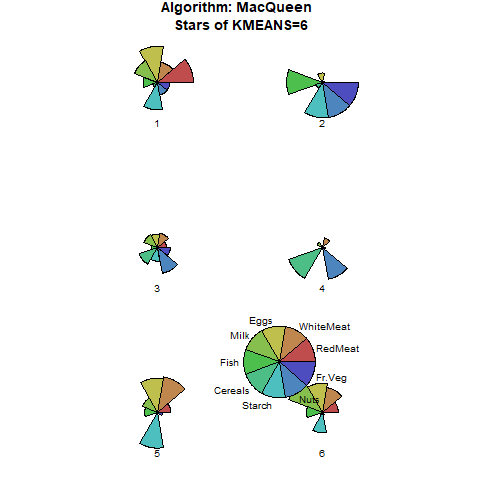 Algorithm: MacQueen
Stars of KMEANS=6
1
2
3
4
Eggs
WhiteMeat
Milk
RedMeat
Fish
Fr.Veg
Cereals
Nuts
Starch
5
6